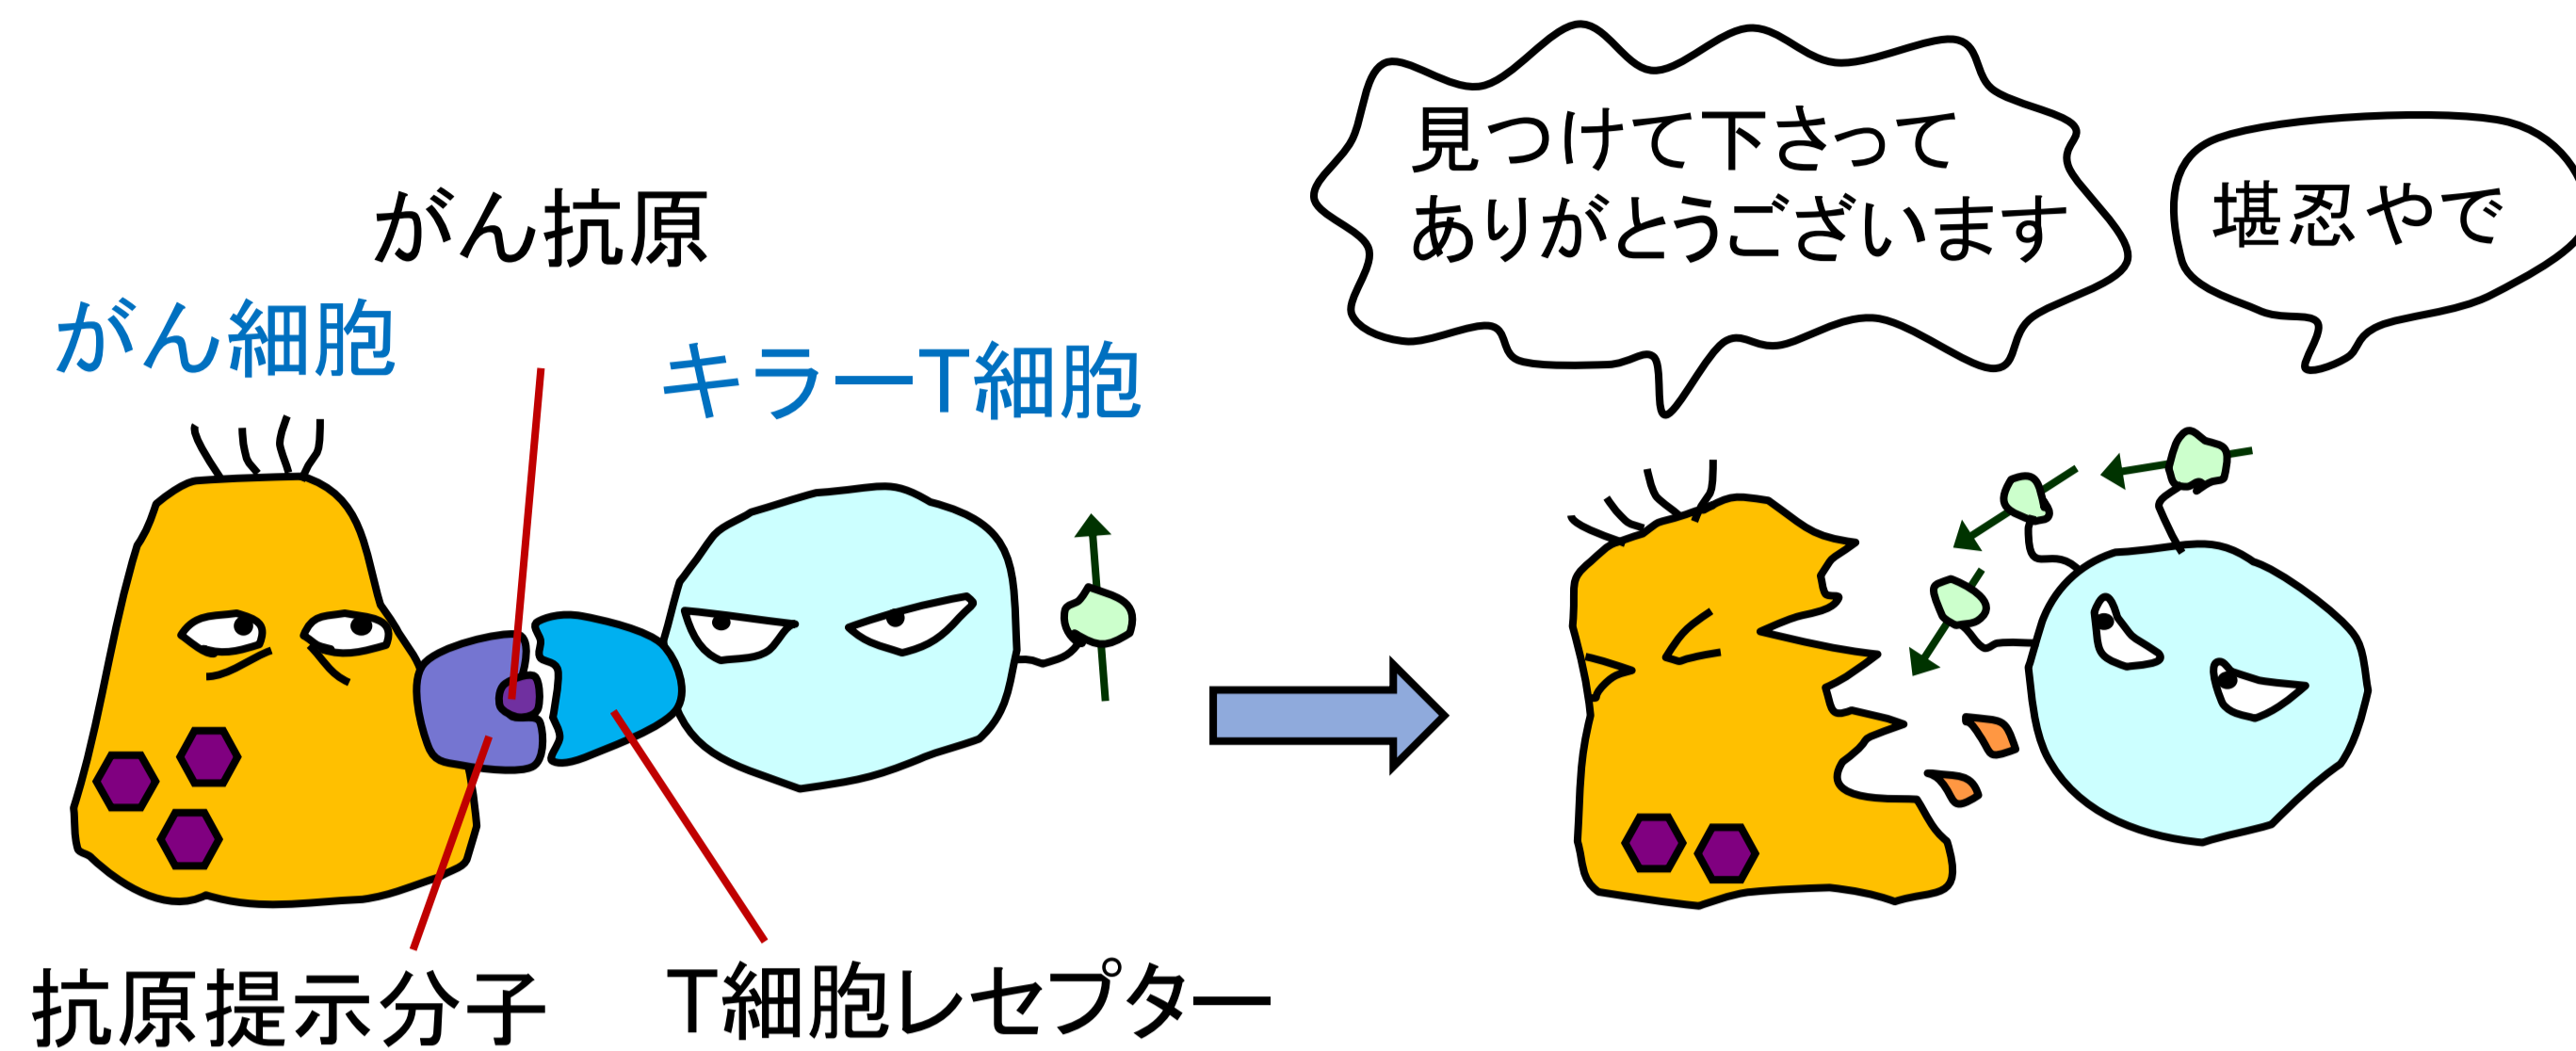 がん抗原
がん細胞
キラーT細胞
抗原提示分子
T細胞レセプター
見つけて下さって
ありがとうございます
堪忍やで